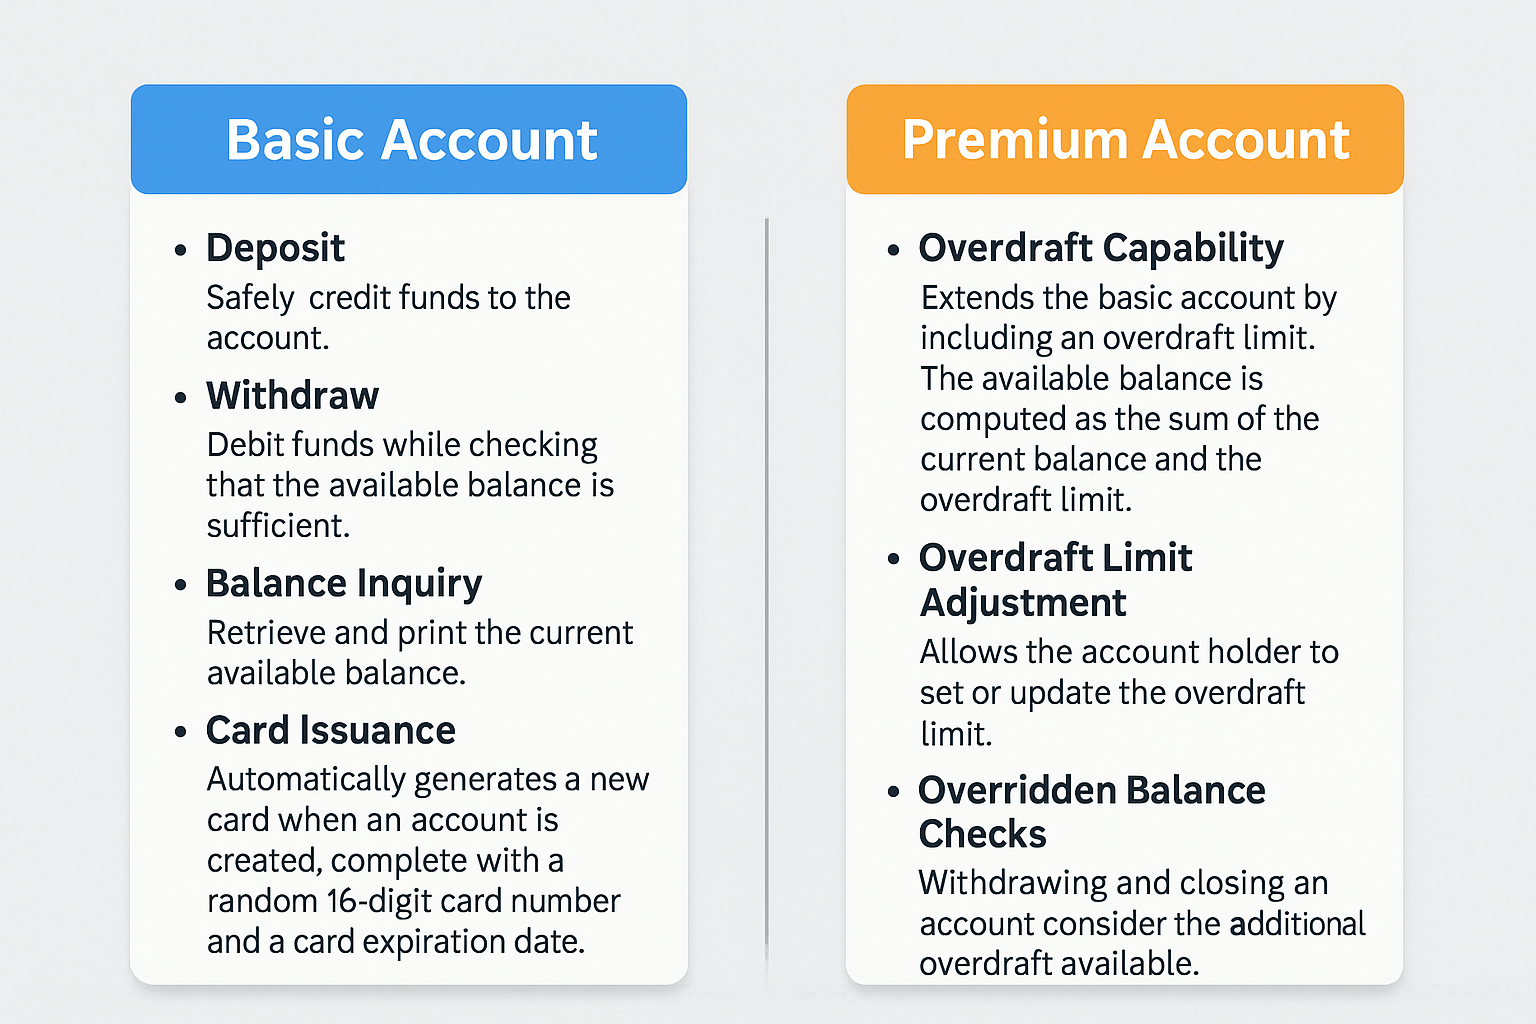 Basic Account
• Deposit
Safely credit funds to the
account.
• Withdraw
Debit funds while checking
that the available balance is
sufficient.
• Balance Inquiry
Retrieve and print the current
available balance.
• Card Issuance
Automatically generates a new
card when an account is
created, complete with a
random 16-digit card number
and a card expiration date.
Premium Account
• Overdraft Capability
Extends the basic account by
including an overdraft limit.
The available balance is
computed as the sum of the
current balance and the
overdraft limit.
• Overdraft Limit
Adjustment
Allows the account holder to
set or update the overdraft
limit.
• Overridden Balance
Checks
Withdrawing and closing an
account consider the additional
overdraft available.